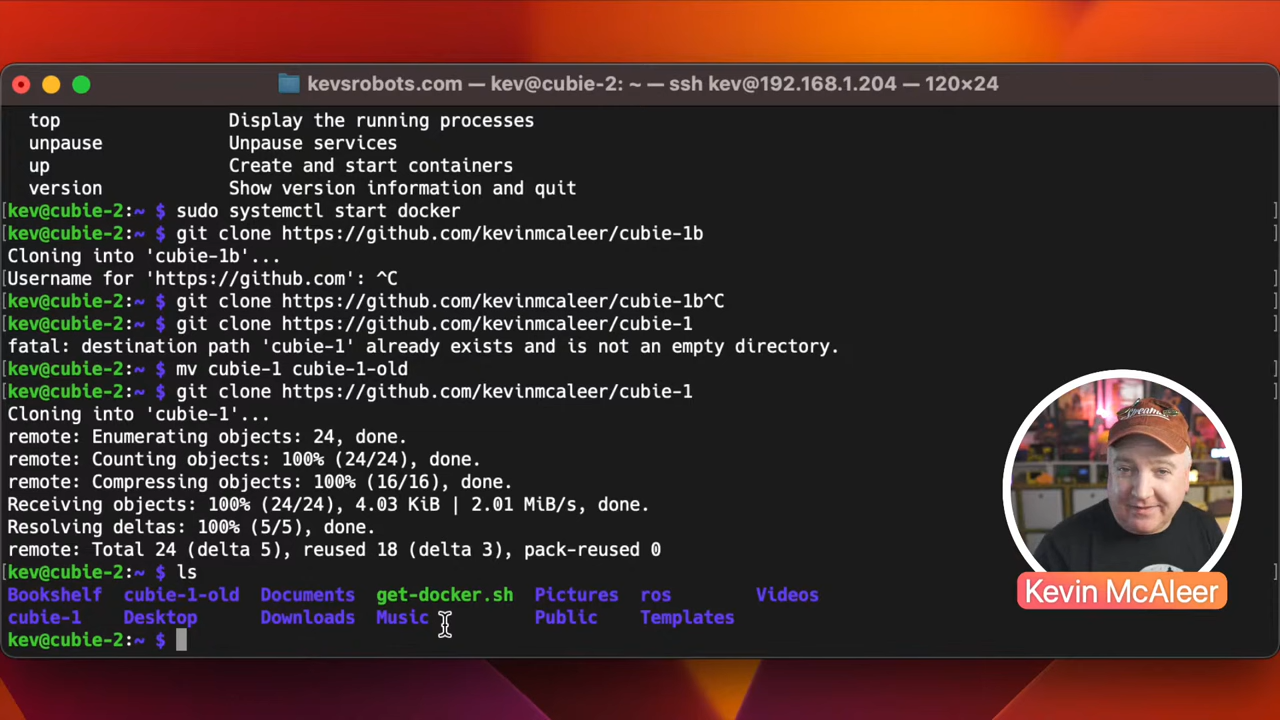 kevsrobots.com — kev@cubie-2: ~ — ssh kev@192.168.1.204 — 120×24
top Display the running processes
unpause Unpause services
up Create and start containers
version Show version information and quit
[kev@cubie-2:~ $ sudo systemctl start docker ]
[kev@cubie-2:~ $ git clone https://github.com/kevinmcaleer/cubie-1b ]
Cloning into 'cubie-1b'...
[Username for 'https://github.com': ^C ]
[kev@cubie-2:~ $ git clone https://github.com/kevinmcaleer/cubie-1b^C ]
[kev@cubie-2:~ $ git clone https://github.com/kevinmcaleer/cubie-1 ]
fatal: destination path 'cubie-1' already exists and is not an empty directory.
[kev@cubie-2:~ $ mv cubie-1 cubie-1-old ]
[kev@cubie-2:~ $ git clone https://github.com/kevinmcaleer/cubie-1 ]
Cloning into 'cubie-1'...
remote: Enumerating objects: 24, done.
remote: Counting objects: 100% (24/24), done.
remote: Compressing objects: 100% (16/16), done.
Receiving objects: 100% (24/24), 4.03 KiB | 2.01 MiB/s, done.
Resolving deltas: 100% (5/5), done.
remote: Total 24 (delta 5), reused 18 (delta 3), pack-reused 0
[kev@cubie-2:~ $ ls ]
Bookshelf cubie-1-old Documents get-docker.sh Pictures ros Videos
cubie-1 Desktop Downloads Music Public Templates
kev@cubie-2:~ $
Kevin McAleer